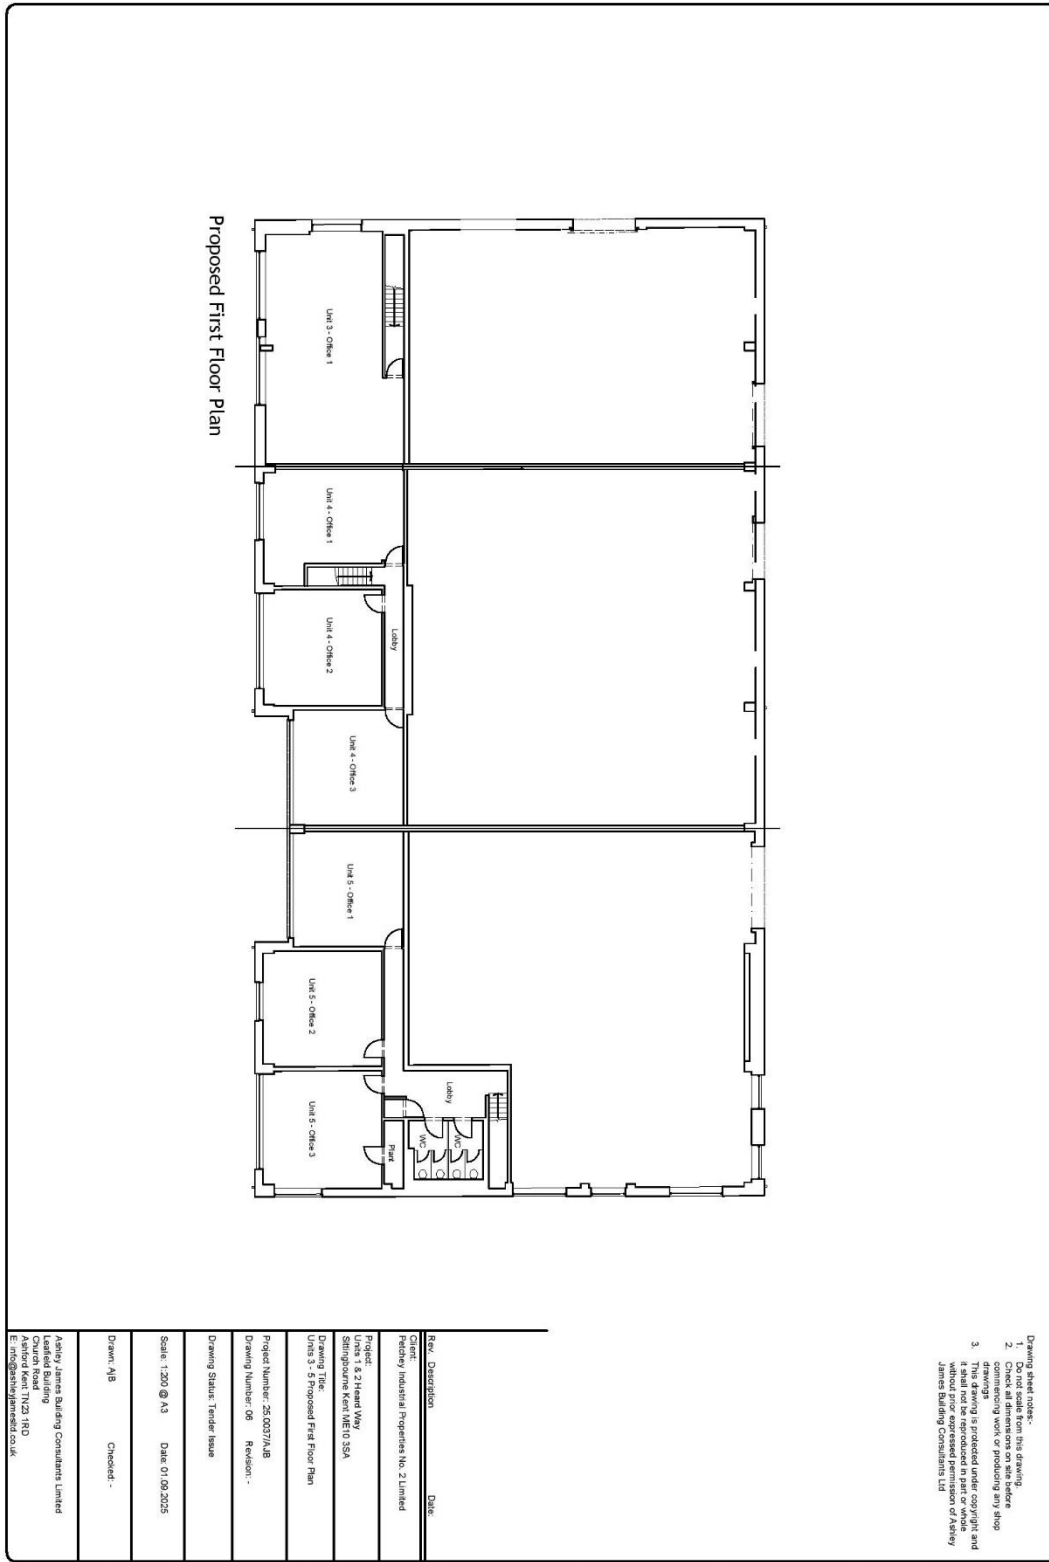 Drawing sheet notes:-
1. Do not scale from this drawing.
2. Check all dimensions on site before
commencing work or producing any shop
drawings
3. This drawing is protected under copyright and
it shall not be reproduced in part or whole
without prior expressed permission of Ashley
James Building Consultants Ltd
Unit 3 - Office 1
Unit 4 - Office 1
Unit 4 - Office 2
Lobby
Unit 4 - Office 3
Unit 5 - Office 1
Unit 5 - Office 2
Unit 5 - Office 3
Lobby
WC
WC
Plant
Proposed First Floor Plan
Rev. Description Date:
Client:
Petchey Industrial Properties No. 2 Limited
Project:
Units 1 & 2 Heard Way
Sittingbourne Kent ME10 3SA
Drawing Title:
Units 3 - 5 Proposed First Floor Plan
Project Number: 25.0037/AJB
Drawing Number: 06 Revision: -
Drawing Status: Tender Issue
Scale: 1:200 @ A3 Date: 01.09.2025
Drawn: AJB Checked: -
Ashley James Building Consultants Limited
Leafield Building
Church Road
Ashford Kent TN23 1RD
E: info@ashleyjamesltd.co.uk